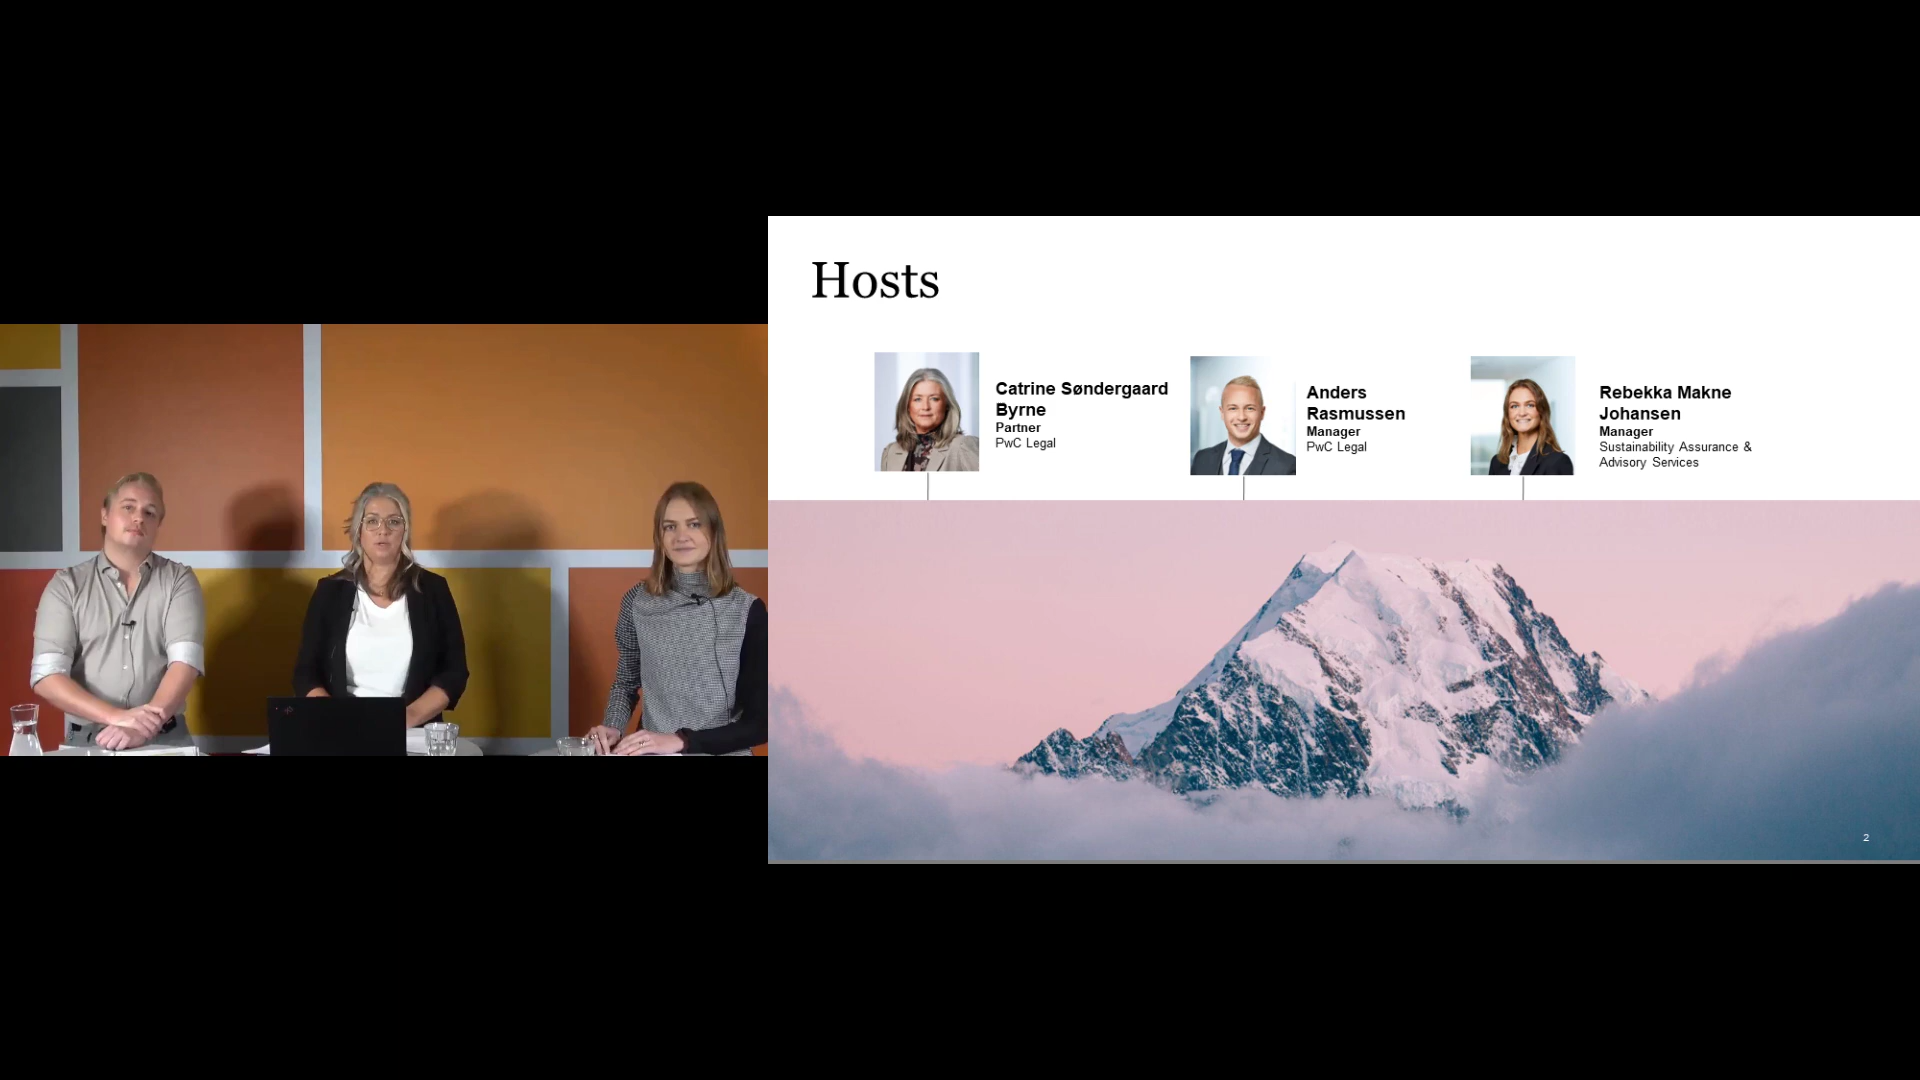 Hosts
Catrine Søndergaard
Byrne
Partner
PwC Legal
Anders
Rasmussen
Manager
PwC Legal
Rebekka Makne
Johansen
Manager
Sustainability Assurance &
Advisory Services
2